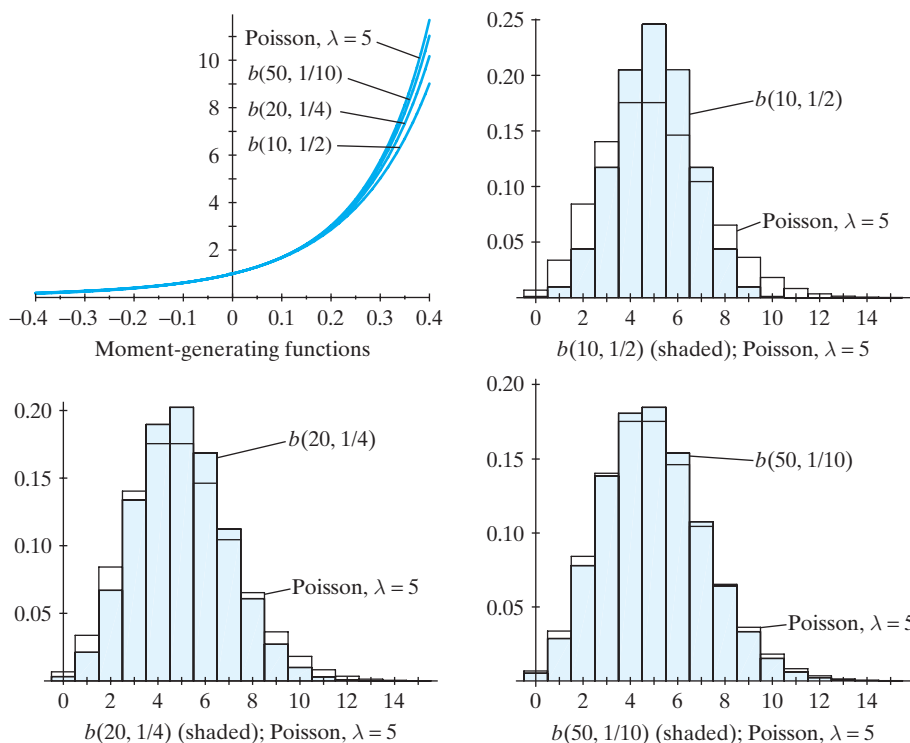 10
8
6
4
2
Poisson, λ = 5
b(50, 1/10)
b(20, 1/4)
b(10, 1/2)
−0.4 −0.3 −0.2 −0.1 0 0.1 0.2 0.3 0.4
Moment-generating functions
0.25
0.20
0.15
0.10
0.05
b(10, 1/2)
Poisson, λ = 5
0 2 4 6 8 10 12 14
b(10, 1/2) (shaded); Poisson, λ = 5
0.20
0.15
0.10
0.05
b(20, 1/4)
Poisson, λ = 5
0 2 4 6 8 10 12 14
b(20, 1/4) (shaded); Poisson, λ = 5
0.20
0.15
0.10
0.05
b(50, 1/10)
Poisson, λ = 5
0 2 4 6 8 10 12 14
b(50, 1/10) (shaded); Poisson, λ = 5